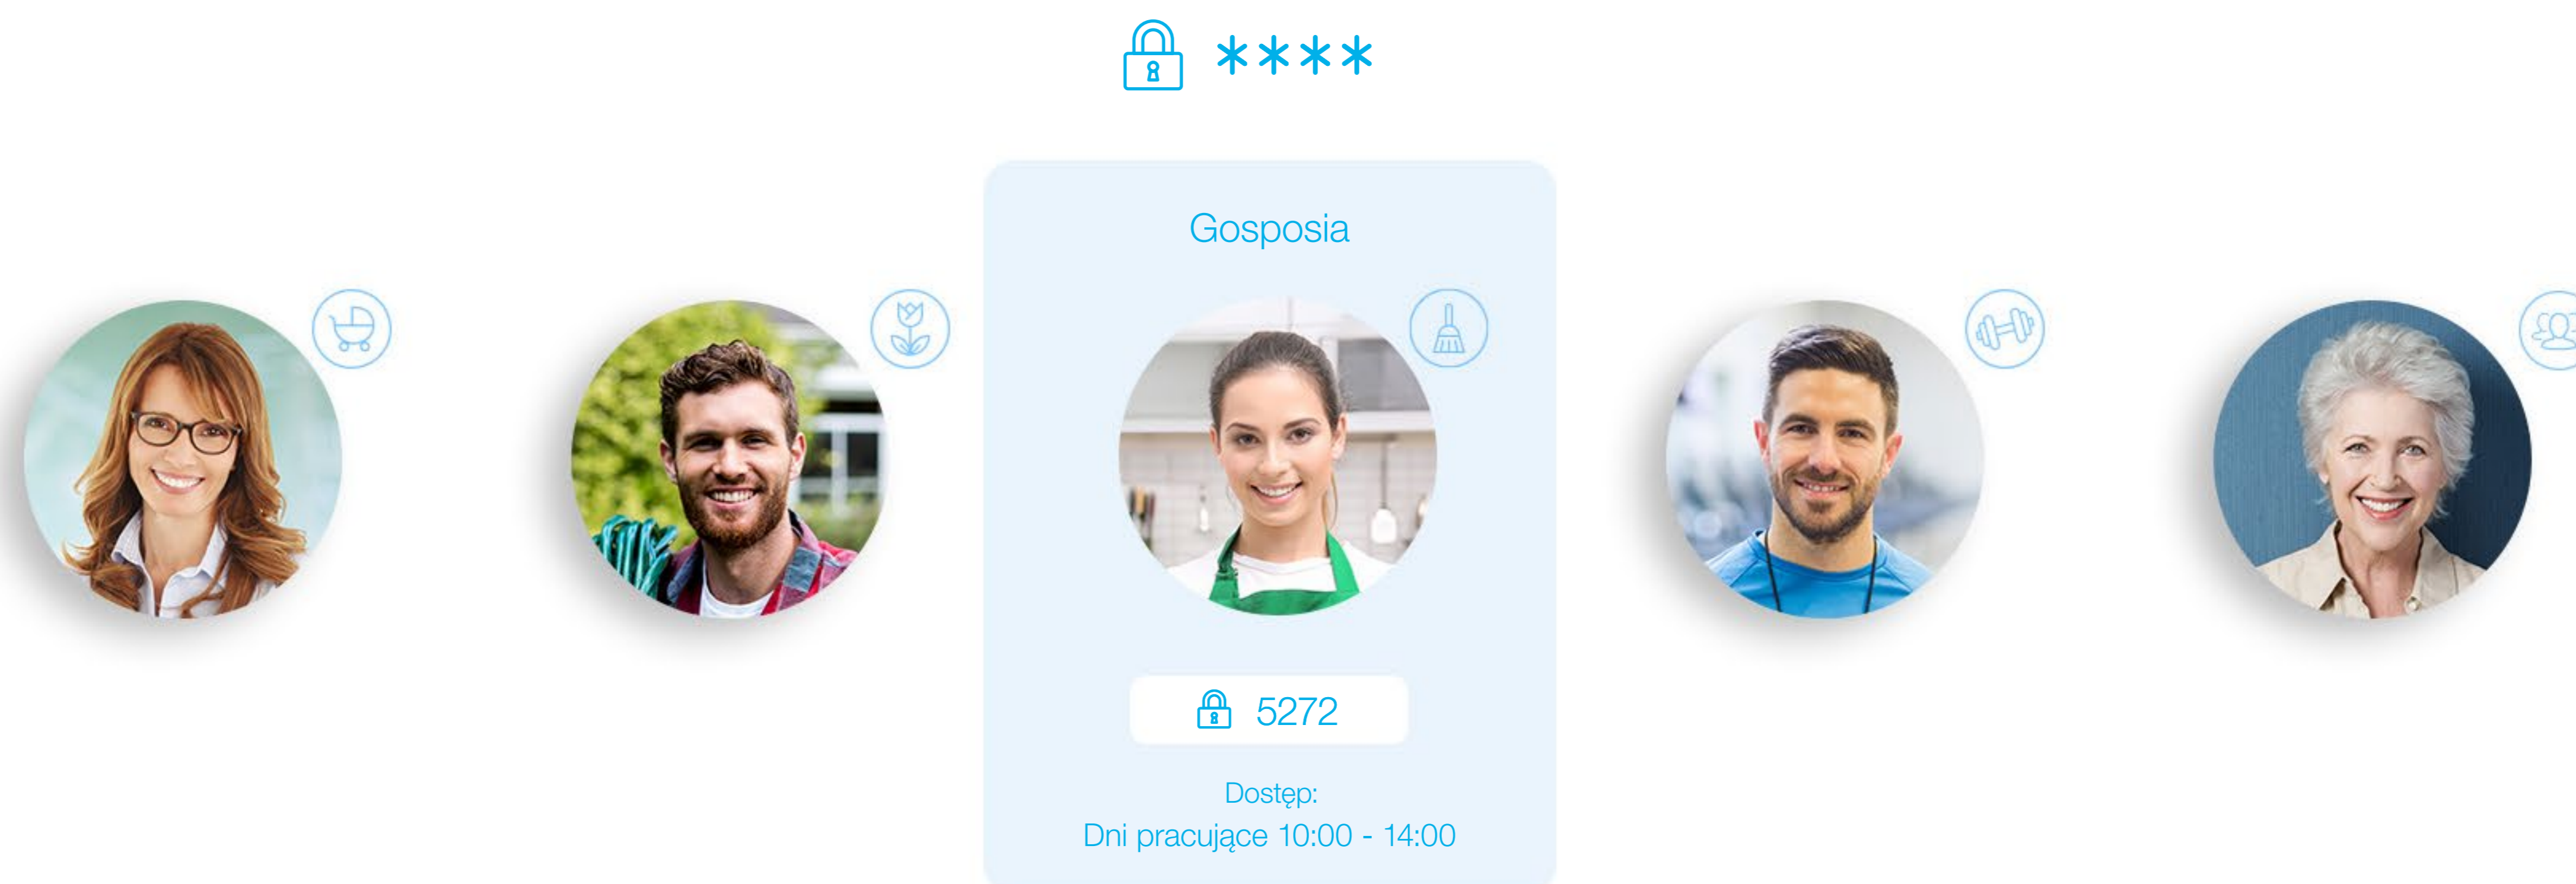 ****
Gosposia
5272
Dostęp:
Dni pracujące 10:00 - 14:00